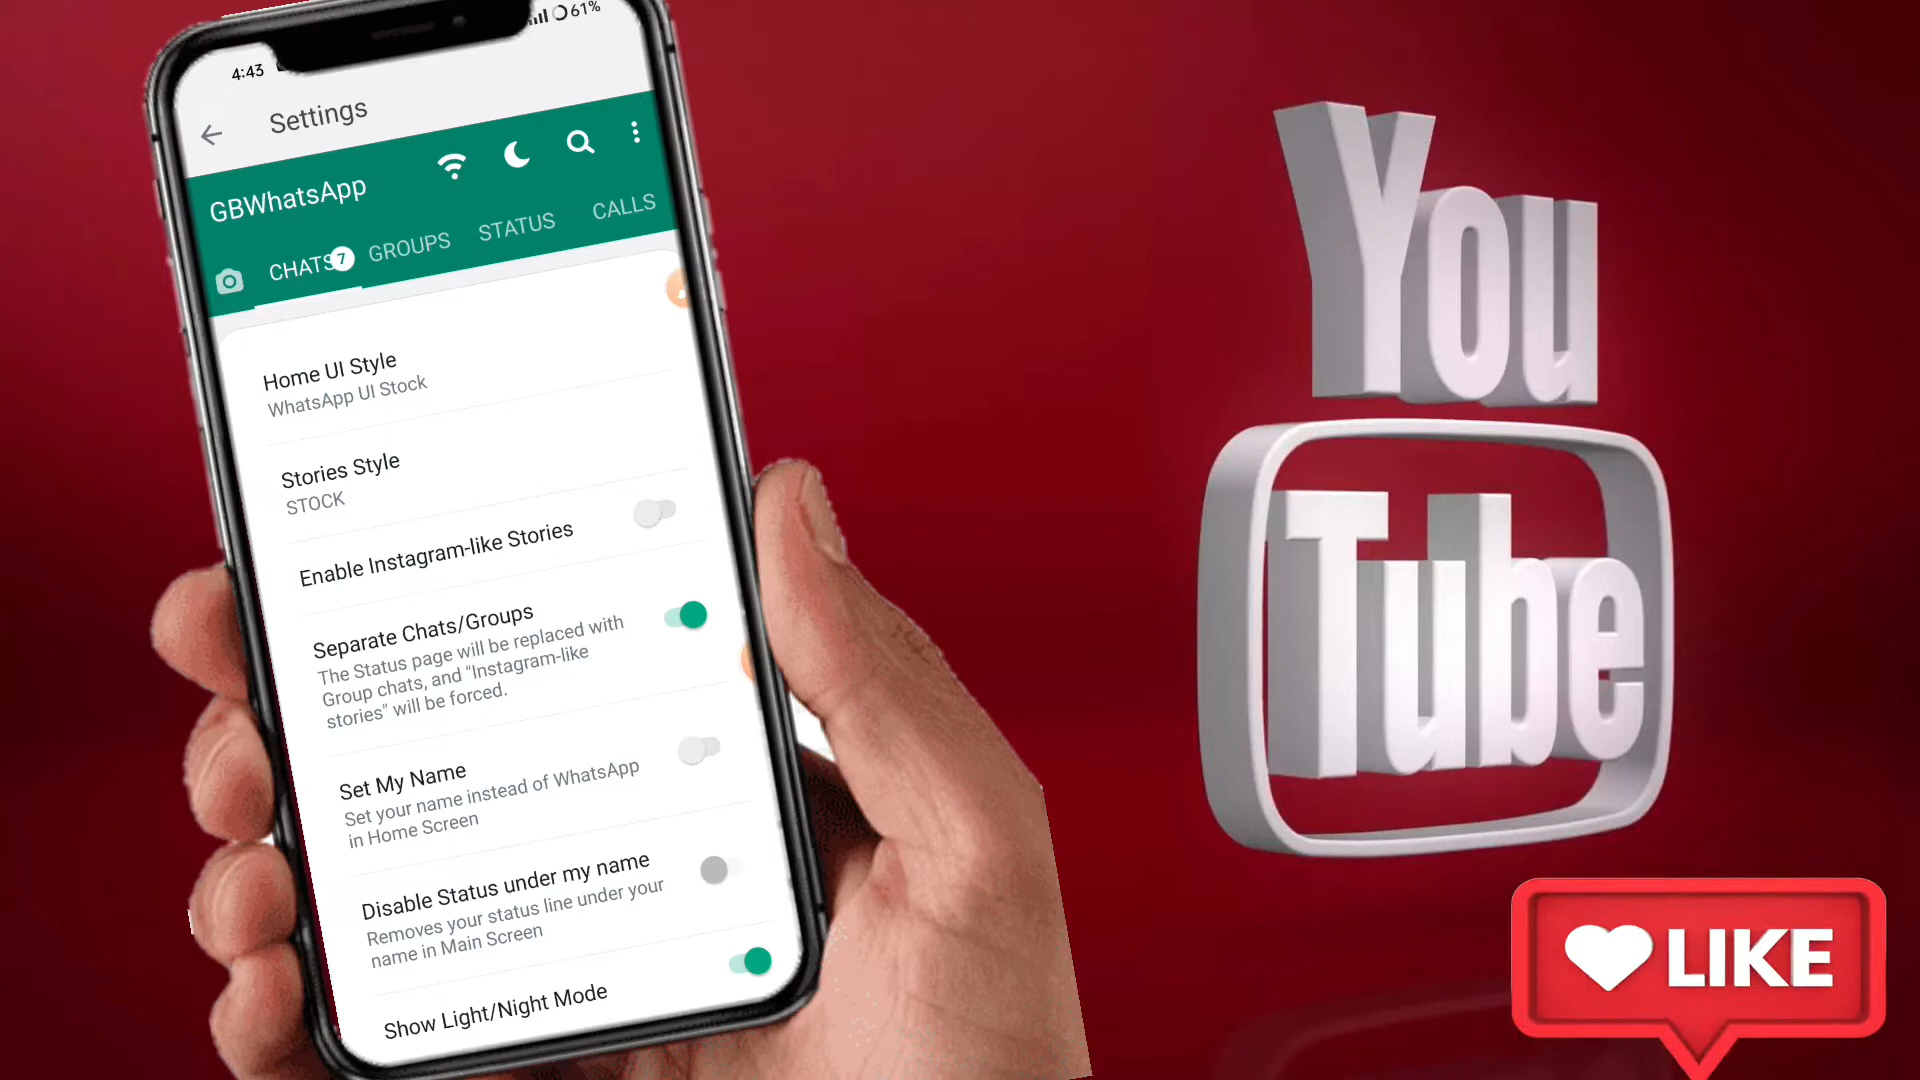 4:43
61%
Settings
GBWhatsApp
CHATS 7 GROUPS STATUS CALLS
Home UI Style
WhatsApp UI Stock
Stories Style
STOCK
Enable Instagram-like Stories
Separate Chats/Groups
The Status page will be replaced with
Group chats, and "Instagram-like
stories" will be forced.
Set My Name
Set your name instead of WhatsApp
in Home Screen
Disable Status under my name
Removes your status line under your
name in Main Screen
Show Light/Night Mode
You
Tube
LIKE